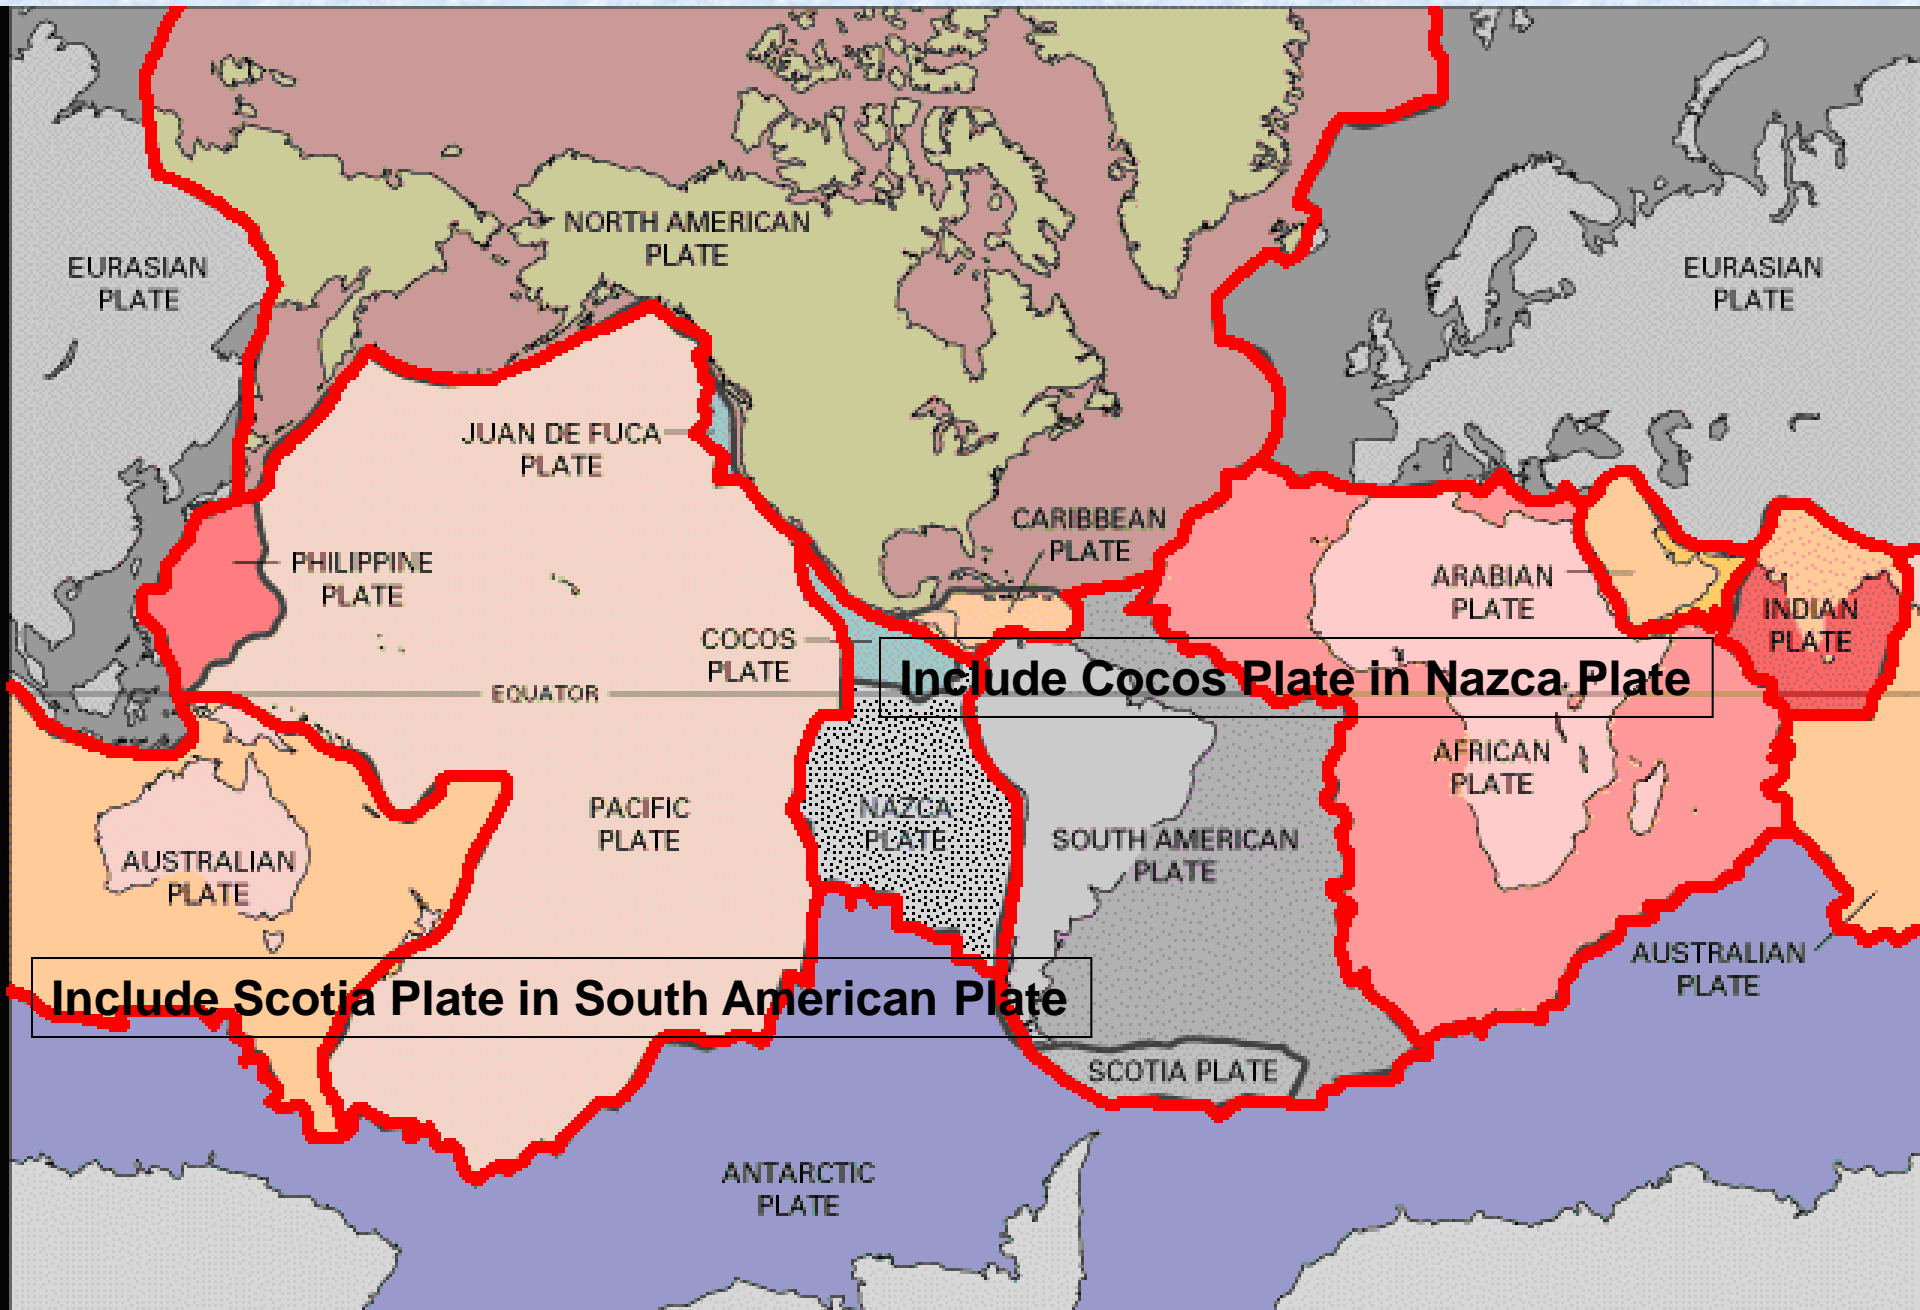 NORTH AMERICAN
PLATE
EURASIAN
PLATE
EURASIAN
PLATE
JUAN DE FUCA
PLATE
CARIBBEAN
PLATE
PHILIPPINE
PLATE
ARABIAN
PLATE
INDIAN
PLATE
COCOS
PLATE
Include Cocos Plate in Nazca Plate
EQUATOR
AFRICAN
PLATE
PACIFIC
PLATE
NAZCA
PLATE
SOUTH AMERICAN
PLATE
AUSTRALIAN
PLATE
AUSTRALIAN
PLATE
Include Scotia Plate in South American Plate
SCOTIA PLATE
ANTARCTIC
PLATE